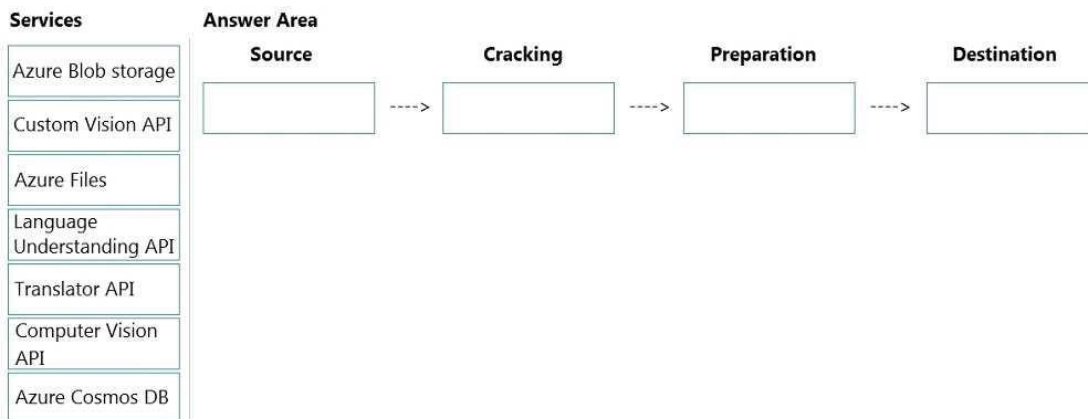 Services
Answer Area
Source
Cracking
Preparation
Destination
---->
---->
---->
Azure Blob storage
Custom Vision API
Azure Files
Language
Understanding API
Translator API
Computer Vision
API
Azure Cosmos DB